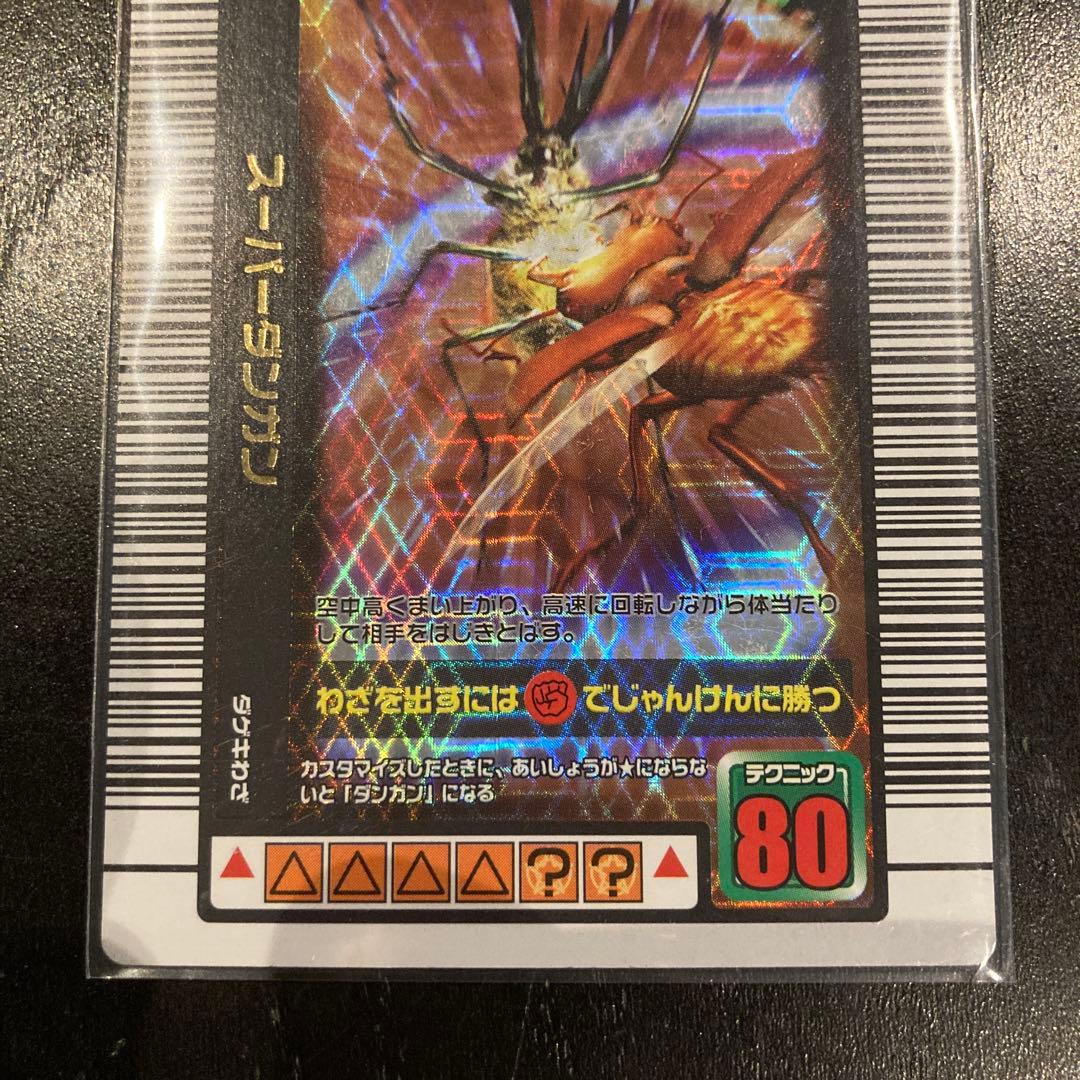 スーパーダンガン
ダゲキわざ
空中高くまい上がり、高速に回転しながら体当たり
して相手をはじきとばす。
わざを出すには でじゃんけんに勝つ
カスタマイズしたときに、あいしょうが★にならな
いと「ダンガン」になる
テクニック
80
? ?